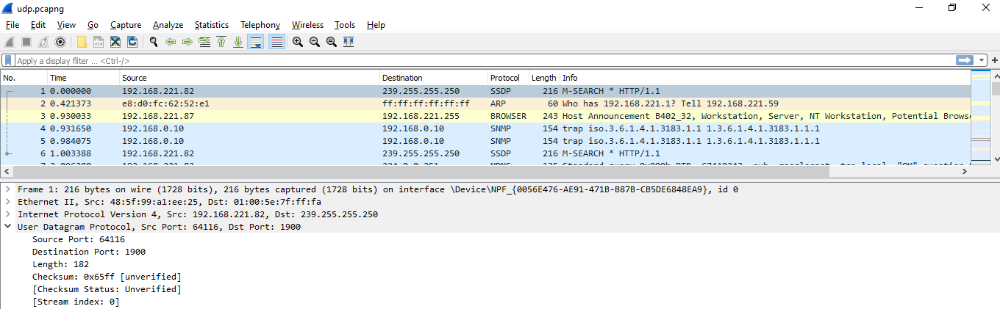 udp.pcapng
File Edit View Go Capture Analyze Statistics Telephony Wireless Tools Help
Apply a display filter ... <Ctrl-/>
No. Time Source Destination Protocol Length Info
1 0.000000 192.168.221.82 239.255.255.250 SSDP 216 M-SEARCH * HTTP/1.1
2 0.421373 e8:d0:fc:62:52:e1 ff:ff:ff:ff:ff:ff ARP 60 Who has 192.168.221.1? Tell 192.168.221.59
3 0.930033 192.168.221.87 192.168.221.255 BROWSER 243 Host Announcement B402_32, Workstation, Server, NT Workstation, Potential Browse
4 0.931650 192.168.0.10 192.168.0.10 SNMP 154 trap iso.3.6.1.4.1.3183.1.1 1.3.6.1.4.1.3183.1.1.1
5 0.984075 192.168.0.10 192.168.0.10 SNMP 154 trap iso.3.6.1.4.1.3183.1.1 1.3.6.1.4.1.3183.1.1.1
6 1.003388 192.168.221.82 239.255.255.250 SSDP 216 M-SEARCH * HTTP/1.1
Frame 1: 216 bytes on wire (1728 bits), 216 bytes captured (1728 bits) on interface \Device\NPF_{0056E476-AE91-471B-B87B-CB5DE6848EA9}, id 0
Ethernet II, Src: 48:5f:99:a1:ee:25, Dst: 01:00:5e:7f:ff:fa
Internet Protocol Version 4, Src: 192.168.221.82, Dst: 239.255.255.250
User Datagram Protocol, Src Port: 64116, Dst Port: 1900
Source Port: 64116
Destination Port: 1900
Length: 182
Checksum: 0x65ff [unverified]
[Checksum Status: Unverified]
[Stream index: 0]